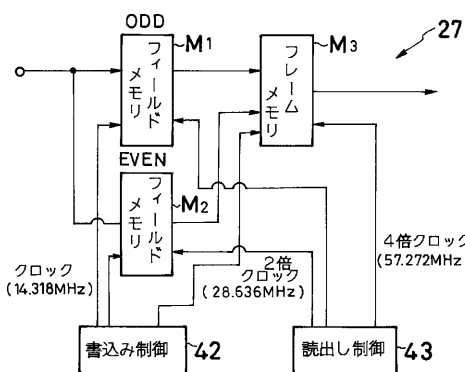 ODD
M1
フィールドメモリ
M3
フレームメモリ
27
EVEN
M2
フィールドメモリ
クロック
(14.318MHz)
2倍
クロック
(28.636MHz)
4倍クロック
(57.272MHz)
書込み制御
42
読出し制御
43